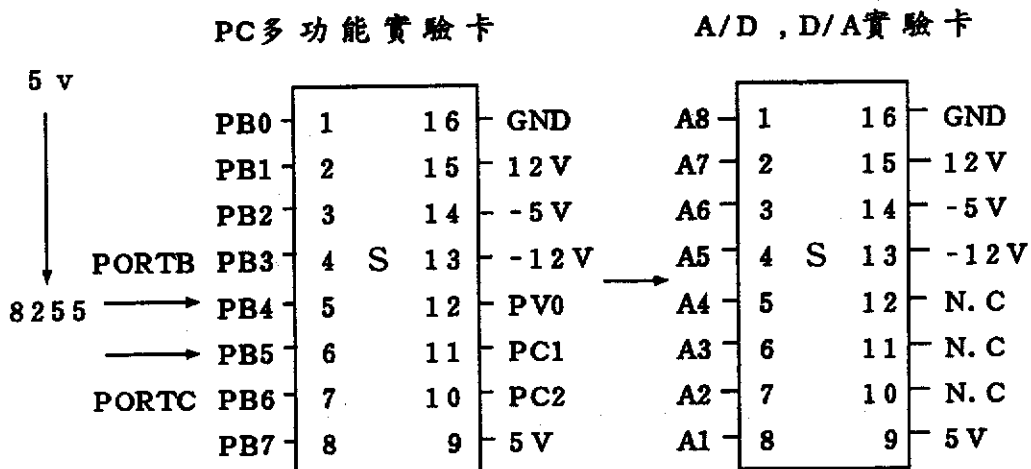 PC多功能實驗卡 A/D , D/A實驗卡
5 v
PB0 1 16 GND A8 1 16 GND
PB1 2 15 12V A7 2 15 12V
PB2 3 14 -5V A6 3 14 -5V
PORTB PB3 4 S 13 -12V A5 4 S 13 -12V
8255 PB4 5 12 PV0 A4 5 12 N.C
PB5 6 11 PC1 A3 6 11 N.C
PORTC PB6 7 10 PC2 A2 7 10 N.C
PB7 8 9 5V A1 8 9 5V